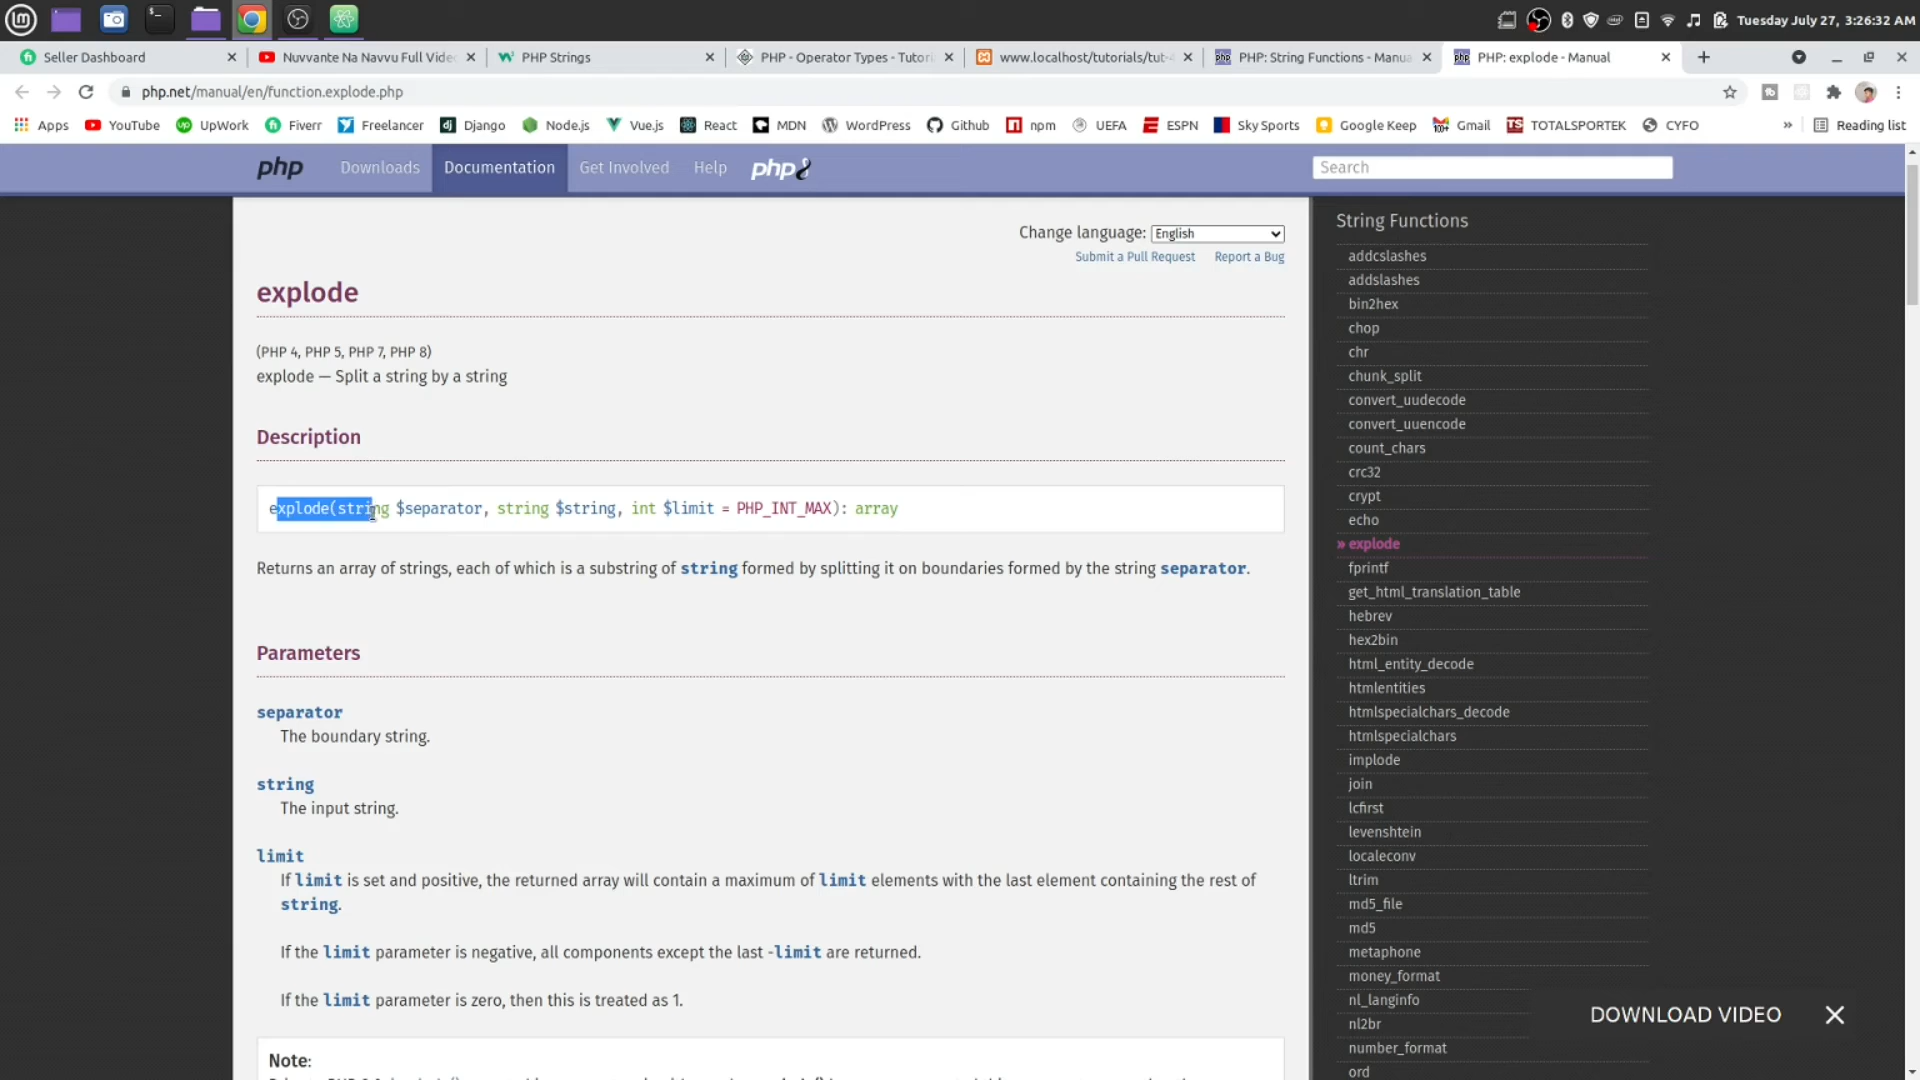 Tuesday July 27, 3:26:32 AM
Seller Dashboard
Nuvvante Na Navvu Full Vide
PHP Strings
PHP - Operator Types - Tutori
www.localhost/tutorials/tut-
PHP: String Functions - Manua
PHP: explode - Manual
php.net/manual/en/function.explode.php
Apps
YouTube
UpWork
Fiverr
Freelancer
Django
Node.js
Vue.js
React
MDN
WordPress
Github
npm
UEFA
ESPN
Sky Sports
Google Keep
Gmail
TOTALSPORTEK
CYFO
»
Reading list
php
Downloads
Documentation
Get Involved
Help
php8
Search
Change language: English
Submit a Pull Request Report a Bug
explode
(PHP 4, PHP 5, PHP 7, PHP 8)
explode — Split a string by a string
Description
explode(string $separator, string $string, int $limit = PHP_INT_MAX): array
Returns an array of strings, each of which is a substring of string formed by splitting it on boundaries formed by the string separator.
Parameters
separator
The boundary string.
string
The input string.
limit
If limit is set and positive, the returned array will contain a maximum of limit elements with the last element containing the rest of
string.
If the limit parameter is negative, all components except the last -limit are returned.
If the limit parameter is zero, then this is treated as 1.
Note:
String Functions
addcslashes
addslashes
bin2hex
chop
chr
chunk_split
convert_uudecode
convert_uuencode
count_chars
crc32
crypt
echo
» explode
fprintf
get_html_translation_table
hebrev
hex2bin
html_entity_decode
htmlentities
htmlspecialchars_decode
htmlspecialchars
implode
join
lcfirst
levenshtein
localeconv
ltrim
md5_file
md5
metaphone
money_format
nl_langinfo
nl2br
number_format
ord
DOWNLOAD VIDEO